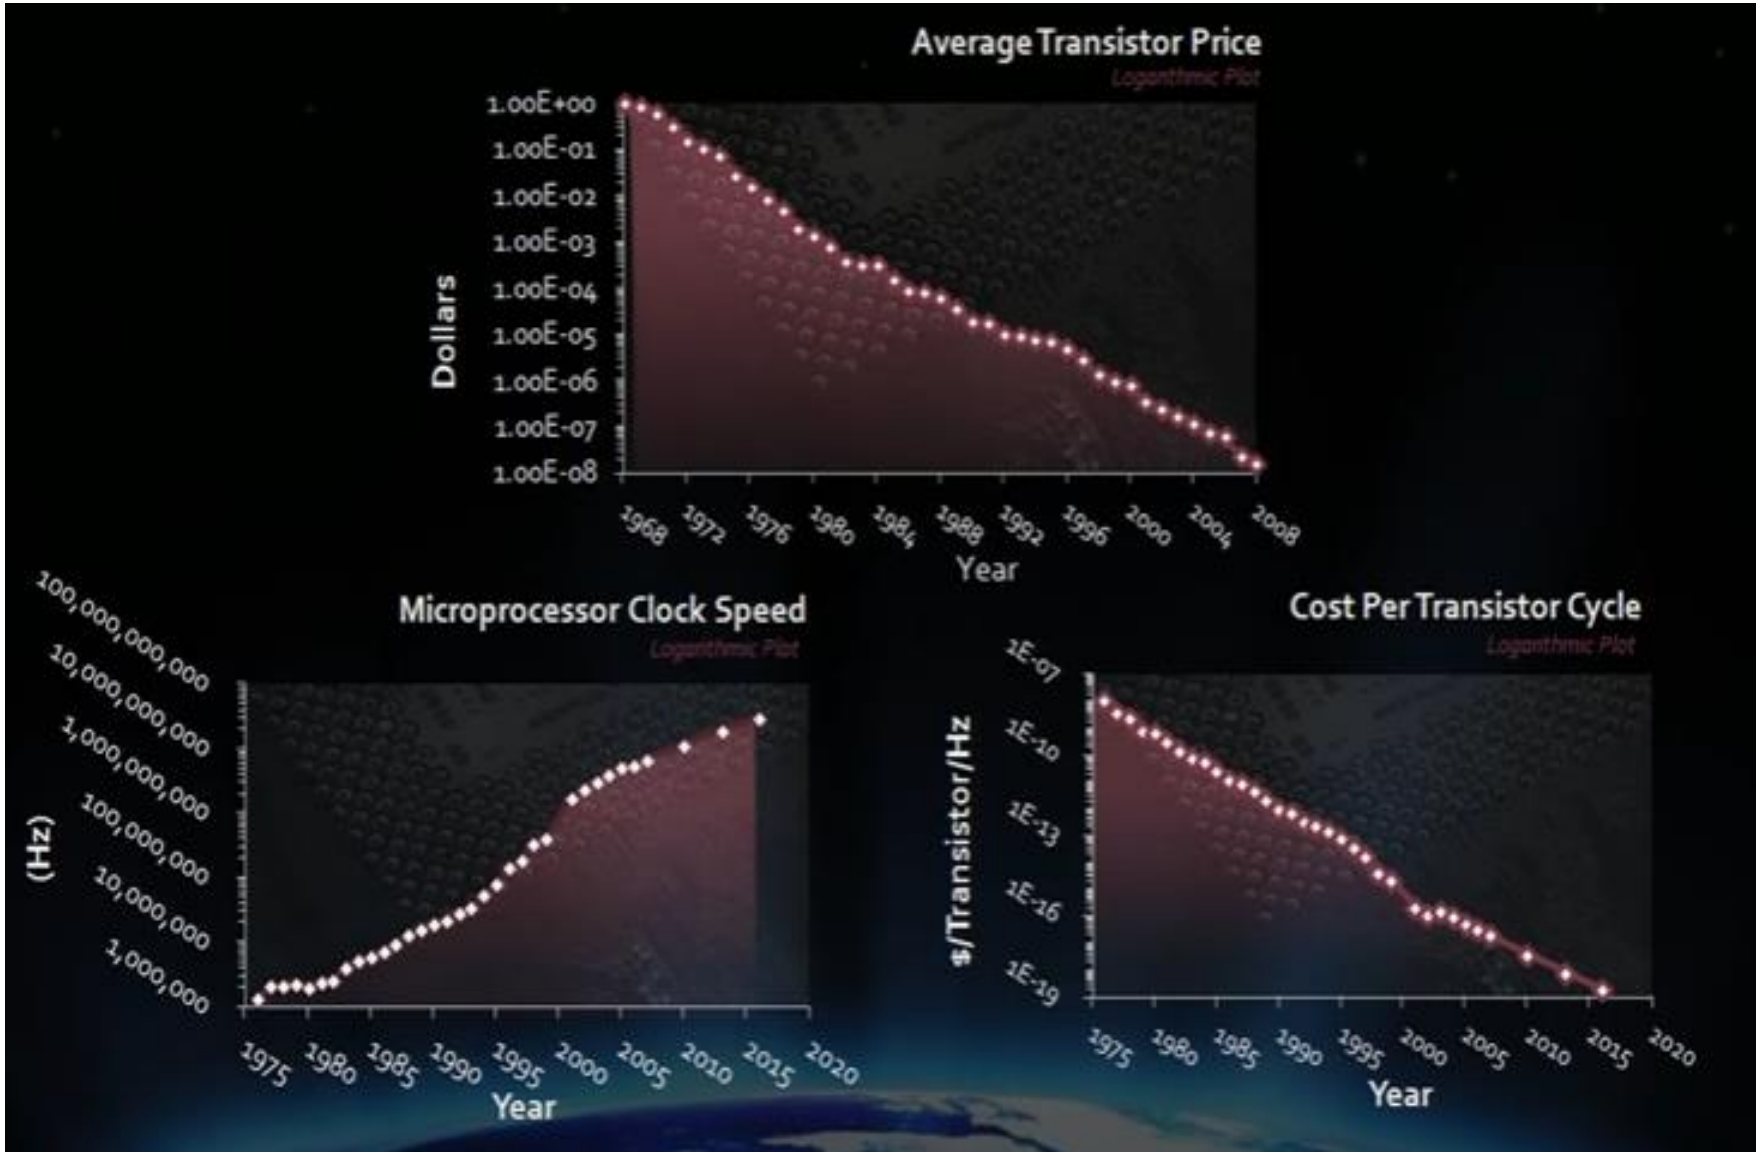 Average Transistor Price
Logarithmic Plot
1.00E+00
1.00E-01
1.00E-02
1.00E-03
1.00E-04
1.00E-05
1.00E-06
1.00E-07
1.00E-08
Dollars
1968 1972 1976 1980 1984 1988 1992 1996 2000 2004 2008
Year
Microprocessor Clock Speed
Logarithmic Plot
100,000,000,000
10,000,000,000
1,000,000,000
100,000,000
10,000,000
1,000,000
(Hz)
1975 1980 1985 1990 1995 2000 2005 2010 2015 2020
Year
Cost Per Transistor Cycle
Logarithmic Plot
1E-07
1E-10
1E-13
1E-16
1E-19
$/Transistor/Hz
1975 1980 1985 1990 1995 2000 2005 2010 2015 2020
Year